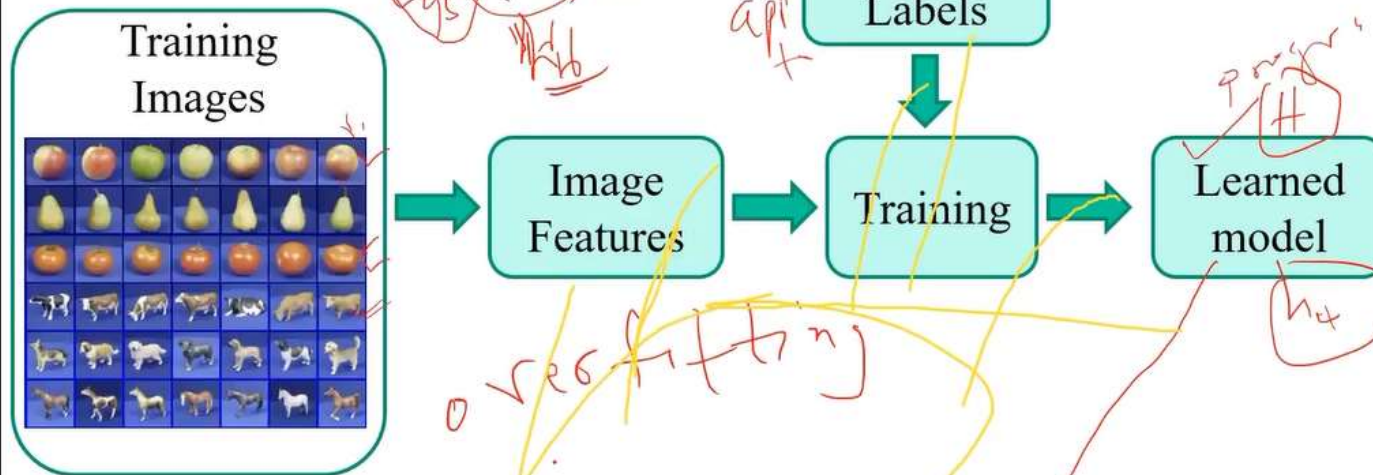 Labels
Training
Images
Image
Features
Training
Learned
model
H
overfitting